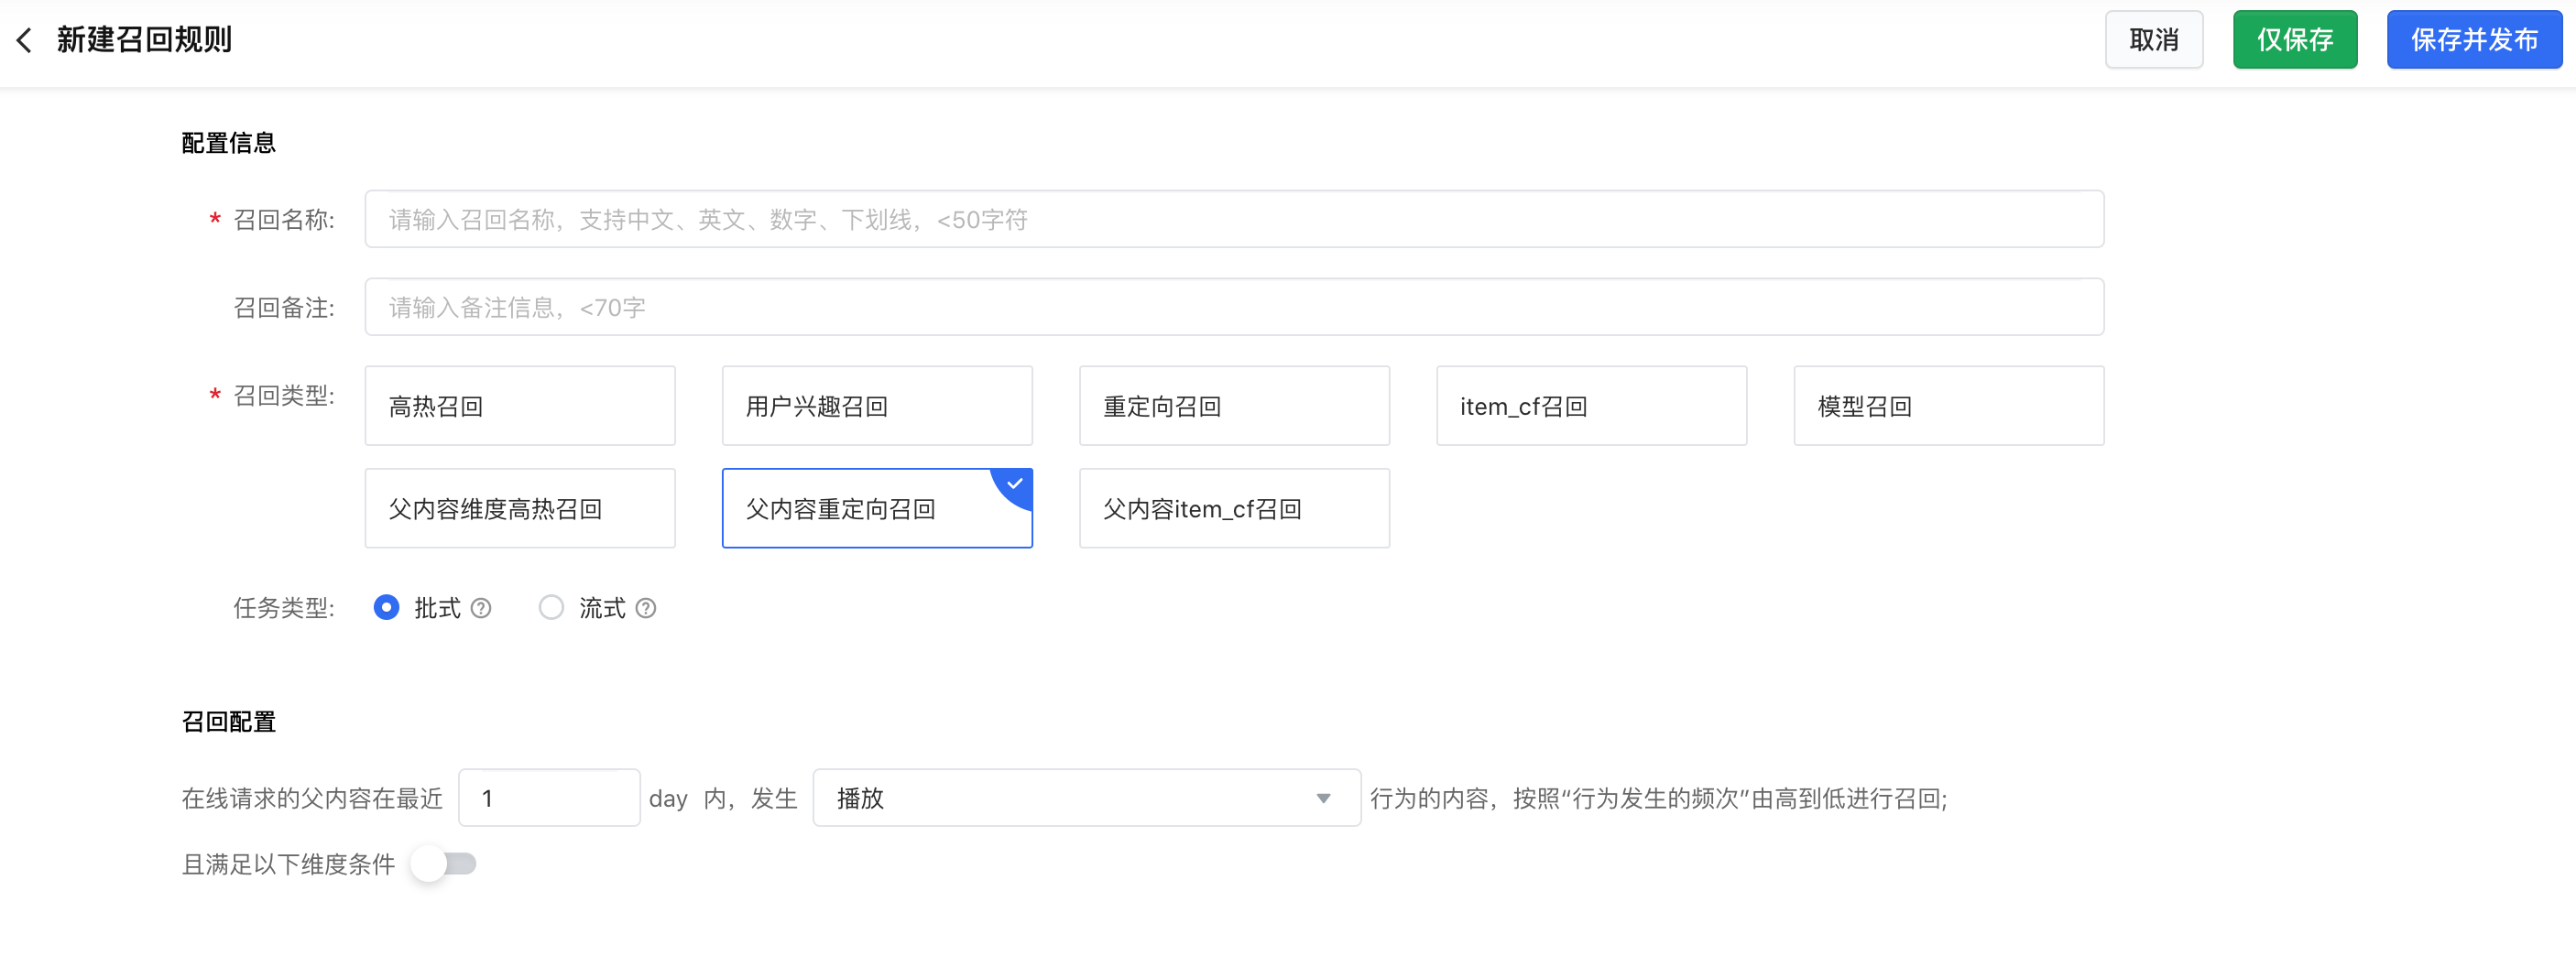 新建召回规则 取消 仅保存 保存并发布
配置信息
* 召回名称: 请输入召回名称，支持中文、英文、数字、下划线，<50字符
召回备注: 请输入备注信息，<70字
* 召回类型: 高热召回 用户兴趣召回 重定向召回 item_cf召回 模型召回
父内容维度高热召回 父内容重定向召回 父内容item_cf召回
任务类型: 批式 ? 流式 ?
召回配置
在线请求的父内容在最近 1 day 内，发生 播放 行为的内容，按照“行为发生的频次”由高到低进行召回;
且满足以下维度条件